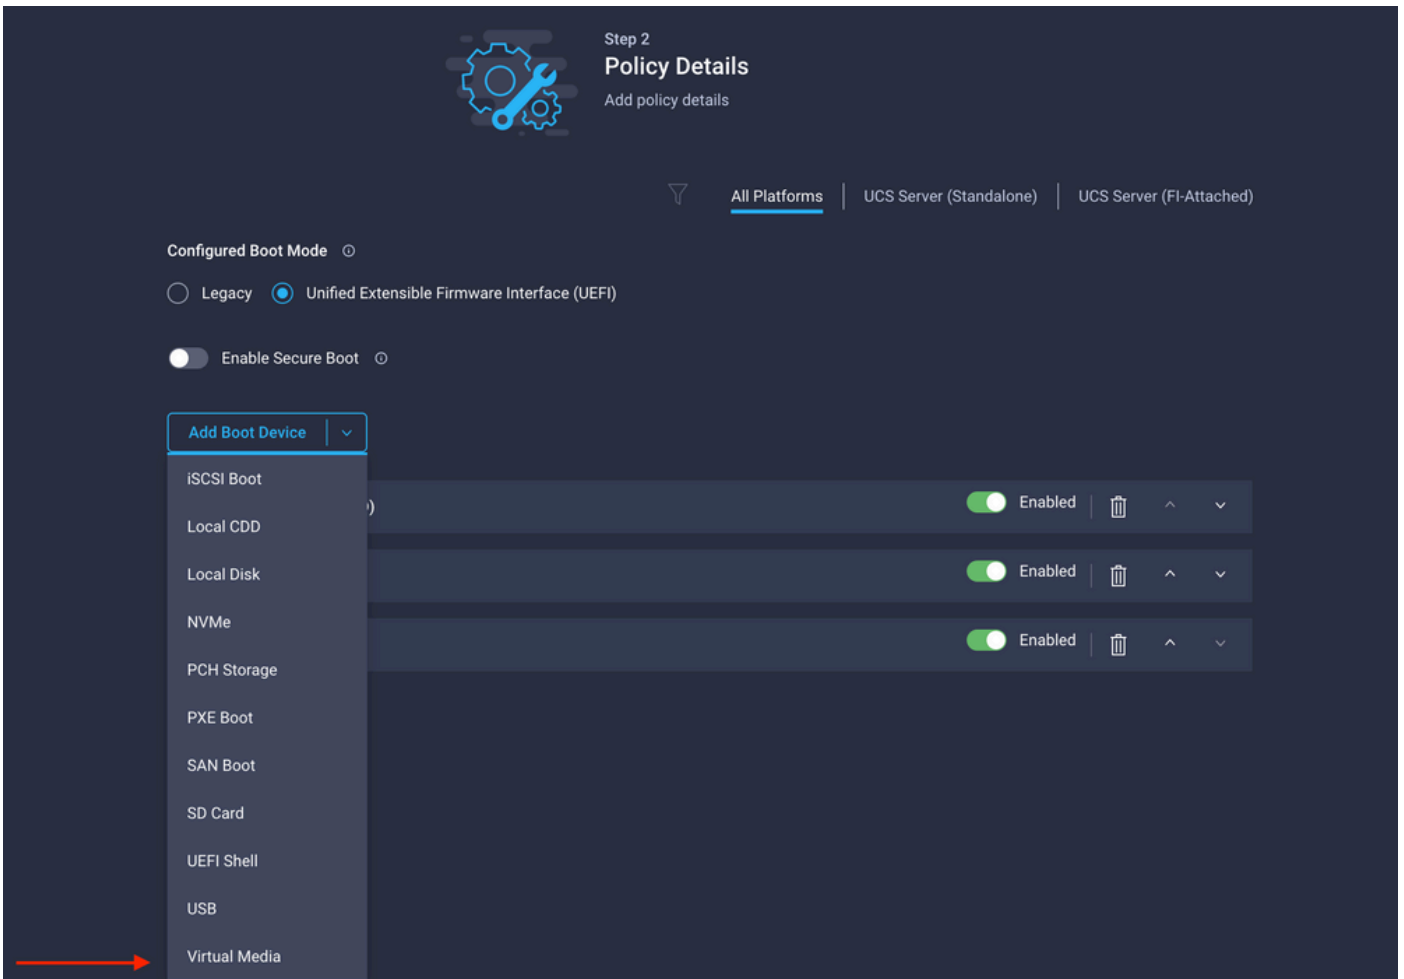 Step 2
Policy Details
Add policy details
All Platforms UCS Server (Standalone) UCS Server (FI-Attached)
Configured Boot Mode
Legacy Unified Extensible Firmware Interface (UEFI)
Enable Secure Boot
Add Boot Device
iSCSI Boot
) Enabled
Local CDD
Local Disk Enabled
NVMe
Enabled
PCH Storage
PXE Boot
SAN Boot
SD Card
UEFI Shell
USB
Virtual Media